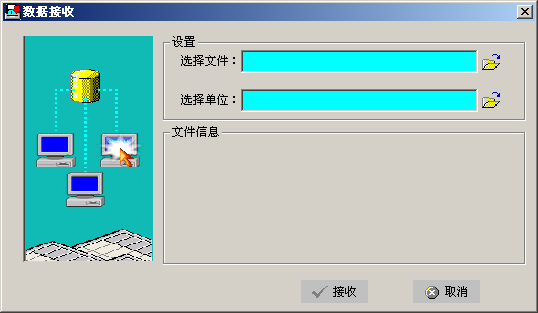 数据接收
设置
选择文件：
选择单位：
文件信息
接收
取消